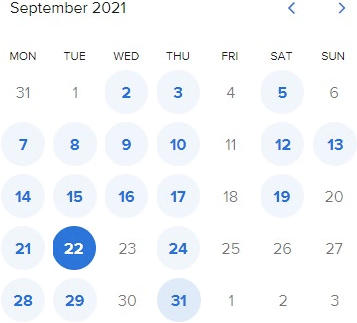 September 2021
MON TUE WED THU FRI SAT SUN
31 1 2 3 4 5 6
7 8 9 10 11 12 13
14 15 16 17 18 19 20
21 22 23 24 25 26 27
28 29 30 31 1 2 3